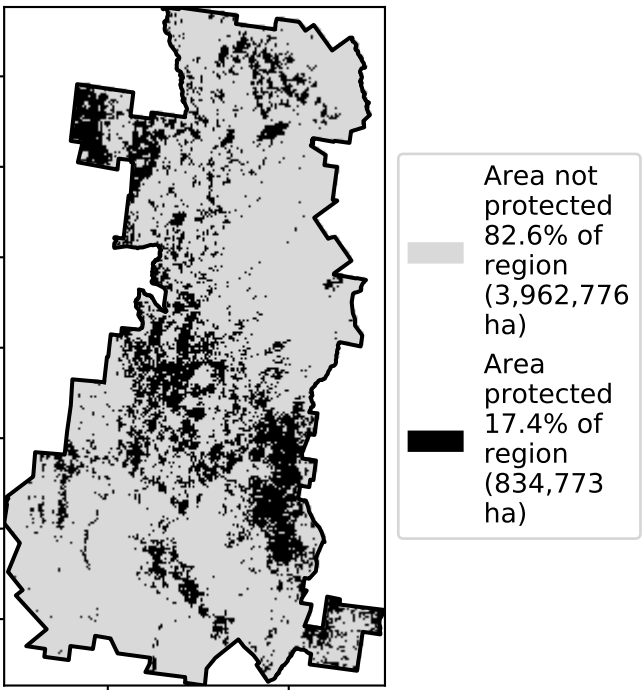 Area not
protected
82.6% of
region
(3,962,776
ha)
Area
protected
17.4% of
region
(834,773
ha)